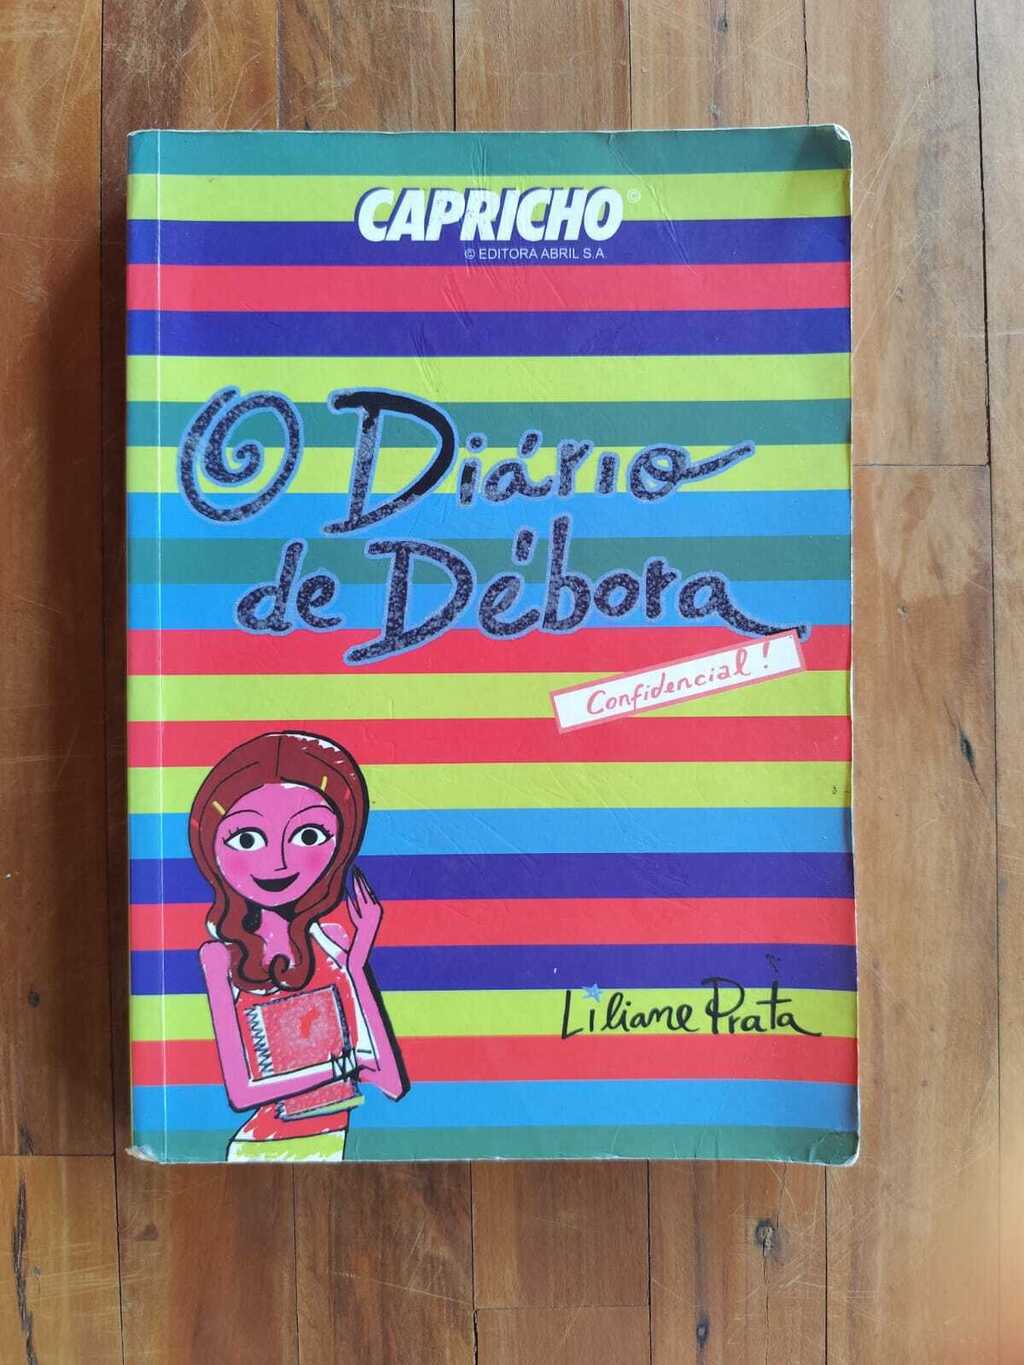 CAPRICHO©
© EDITORA ABRIL S.A
O Diário
de Débora
Confidencial!
Liliane Prata